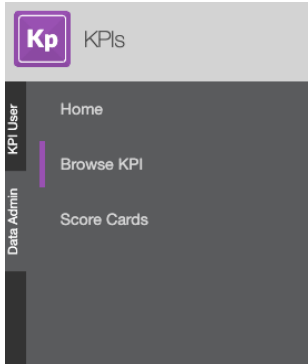 Kp KPIs
KPI User
Data Admin
Home
Browse KPI
Score Cards